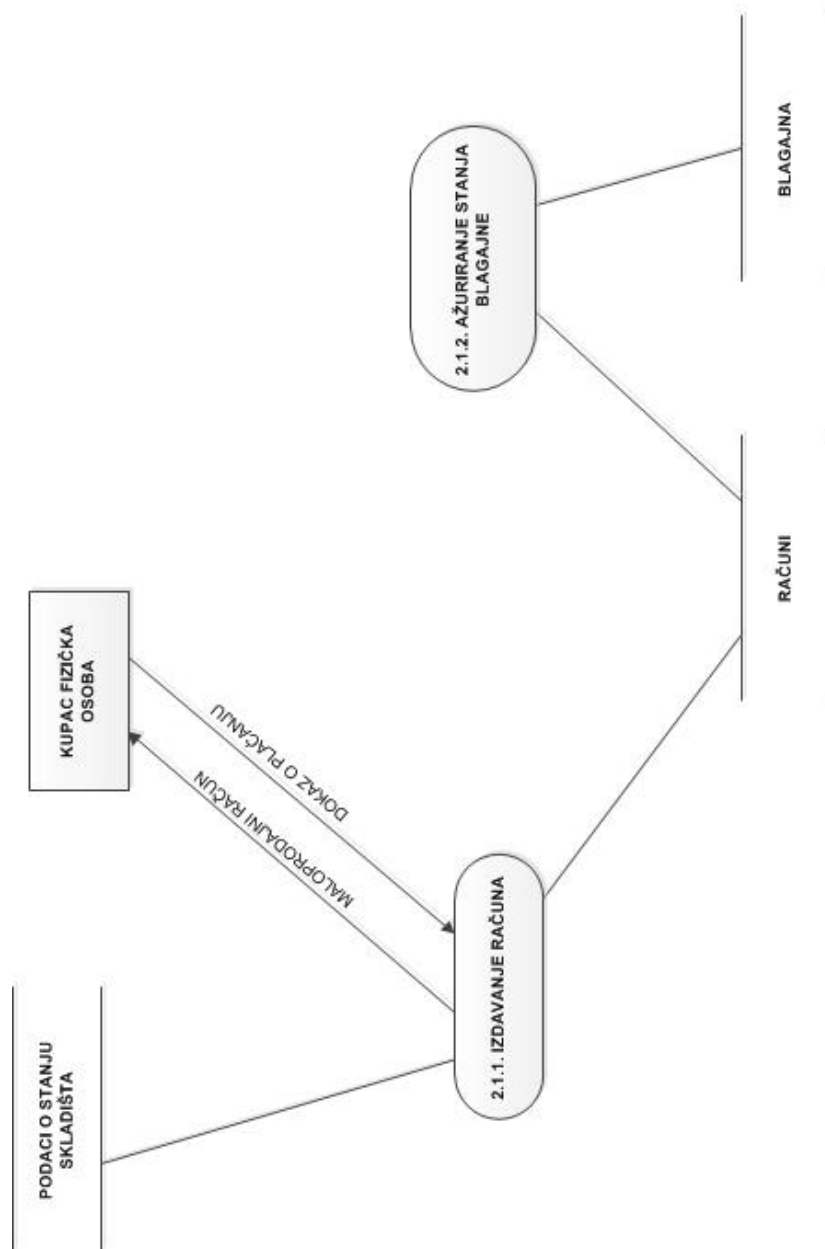 PODACI O STANJU
SKLADIŠTA
KUPAC FIZIČKA
OSOBA
MALOPRODAJNI RAČUN
DOKAZ O PLAČANJU
2.1.1. IZDAVANJE RAČUNA
2.1.2. AŽURIRANJE STANJA
BLAGAJNE
RAČUNI
BLAGAJNA